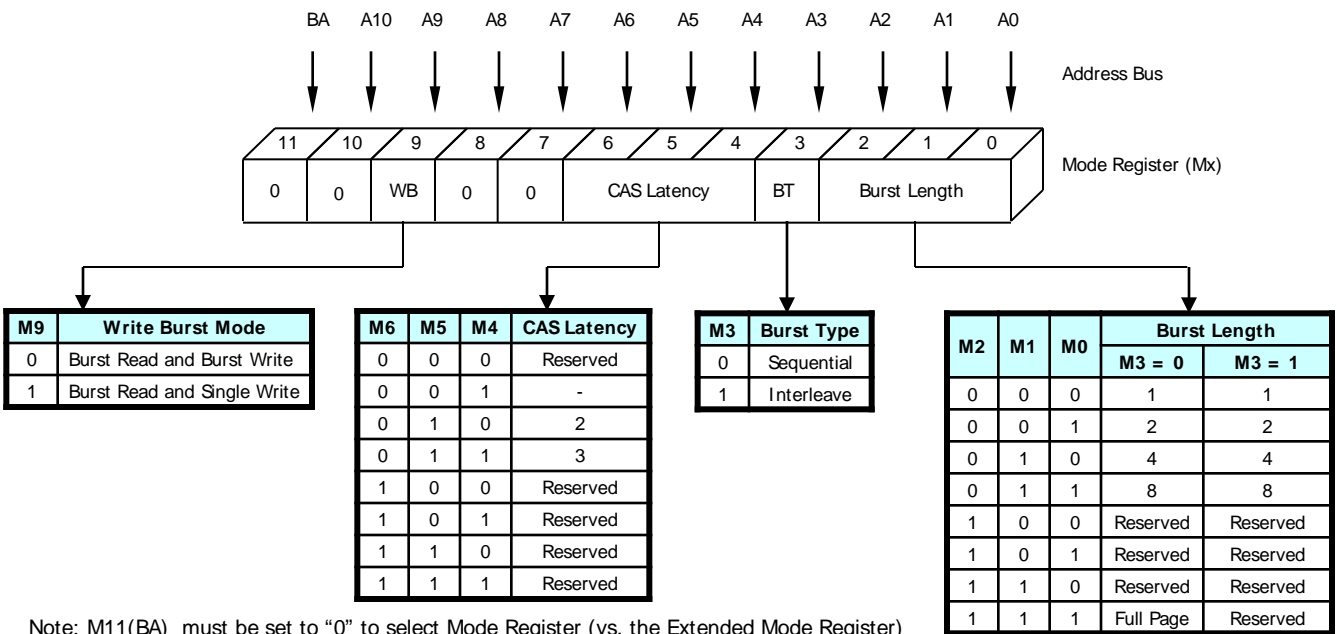 BA A10 A9 A8 A7 A6 A5 A4 A3 A2 A1 A0
Address Bus
11 10 9 8 7 6 5 4 3 2 1 0
Mode Register (Mx)
0 0 WB 0 0 CAS Latency BT Burst Length
M9 Write Burst Mode
0 Burst Read and Burst Write
1 Burst Read and Single Write
M6 M5 M4 CAS Latency
0 0 0 Reserved
0 0 1 -
0 1 0 2
0 1 1 3
1 0 0 Reserved
1 0 1 Reserved
1 1 0 Reserved
1 1 1 Reserved
M3 Burst Type
0 Sequential
1 Interleave
M2 M1 M0 Burst Length
M3 = 0 M3 = 1
0 0 0 1 1
0 0 1 2 2
0 1 0 4 4
0 1 1 8 8
1 0 0 Reserved Reserved
1 0 1 Reserved Reserved
1 1 0 Reserved Reserved
1 1 1 Full Page Reserved
Note: M11(BA) must be set to “0” to select Mode Register (vs. the Extended Mode Register)